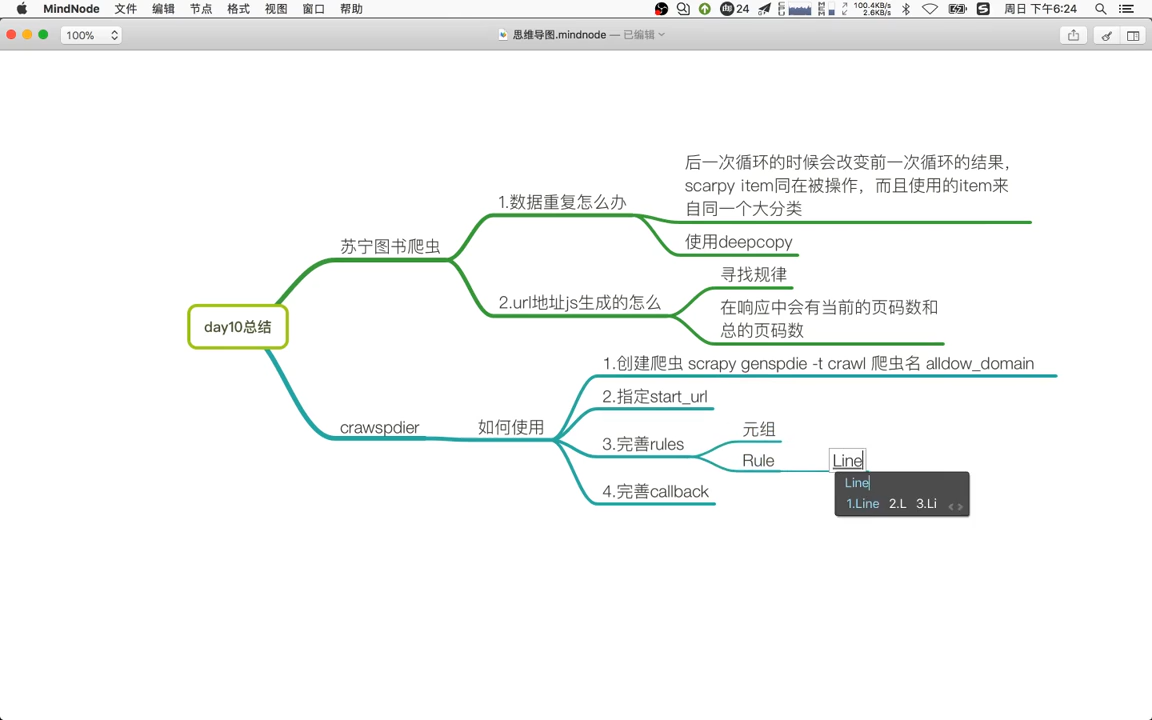 MindNode 文件 编辑 节点 格式 视图 窗口 帮助 24 100.4KB/s 2.6KB/s 周日 下午6:24
100% 思维导图.mindnode — 已编辑
后一次循环的时候会改变前一次循环的结果，
scarpy item同在被操作，而且使用的item来
自同一个大分类
1.数据重复怎么办
使用deepcopy
苏宁图书爬虫
寻找规律
2.url地址js生成的怎么
在响应中会有当前的页码数和
总的页码数
day10总结
1.创建爬虫 scrapy genspdie -t crawl 爬虫名 alldow_domain
2.指定start_url
crawspdier
如何使用
元组
3.完善rules
Rule
Line
Line
1.Line 2.L 3.Li
4.完善callback